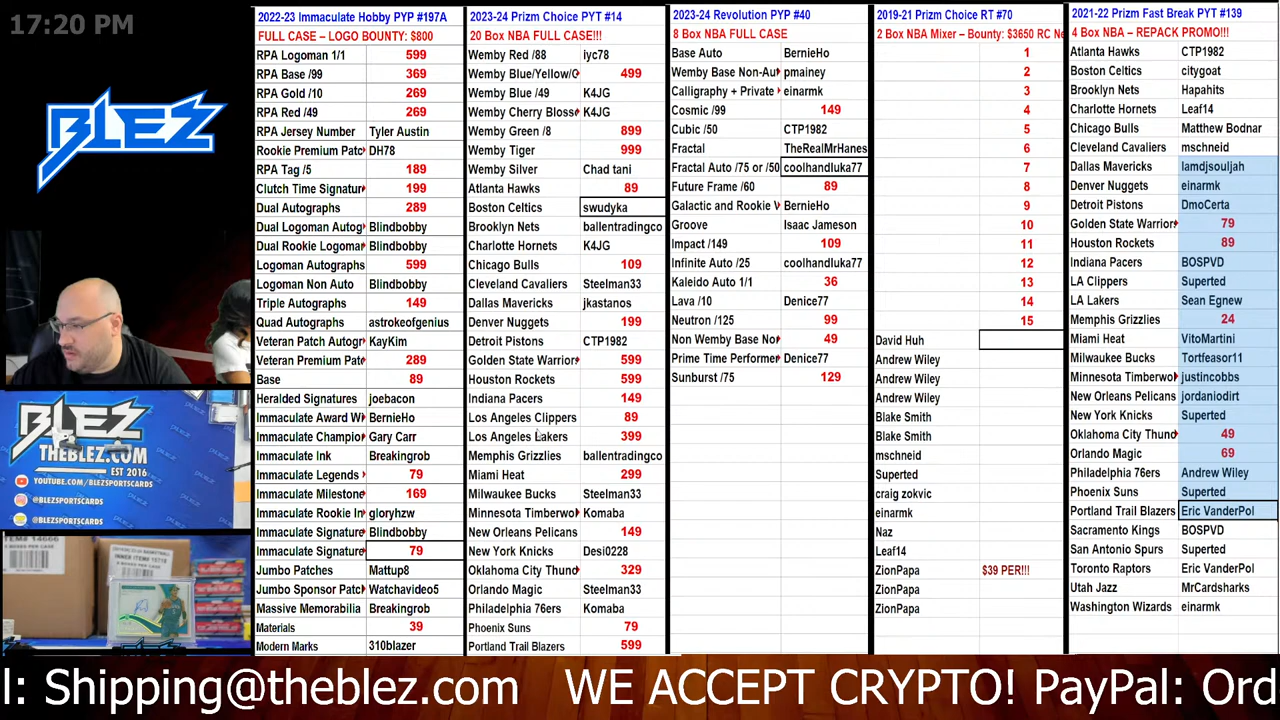 17:20 PM
BLEZ
BLEZ
THEBLEZ.COM
EST 2016
YOUTUBE.COM/BLEZSPORTSCARDS
@BLEZSPORTSCARDS
@BLEZSPORTSCARDS
2022-23 Immaculate Hobby PYP #197A
FULL CASE – LOGO BOUNTY: $800
RPA Logoman 1/1 599
RPA Base /99 369
RPA Gold /10 269
RPA Red /49 269
RPA Jersey Number Tyler Austin
Rookie Premium Patc DH78
RPA Tag /5 189
Clutch Time Signatur 199
Dual Autographs 289
Dual Logoman Autog Blindbobby
Dual Rookie Logomar Blindbobby
Logoman Autographs 599
Logoman Non Auto Blindbobby
Triple Autographs 149
Quad Autographs astrokeofgenius
Veteran Patch Autogr KayKim
Veteran Premium Pat 289
Base 89
Heralded Signatures joebacon
Immaculate Award W BernieHo
Immaculate Champio Gary Carr
Immaculate Ink Breakingrob
Immaculate Legends 79
Immaculate Milestone 169
Immaculate Rookie In gloryhzw
Immaculate Signature Blindbobby
Immaculate Signature 79
Jumbo Patches Mattup8
Jumbo Sponsor Patc Watchavideo5
Massive Memorabilia Breakingrob
Materials 39
Modern Marks 310blazer
2023-24 Prizm Choice PYT #14
20 Box NBA FULL CASE!!!
Wemby Red /88 iyc78
Wemby Blue/Yellow/G 499
Wemby Blue /49 K4JG
Wemby Cherry Blosso K4JG
Wemby Green /8 899
Wemby Tiger 999
Wemby Silver Chad tani
Atlanta Hawks 89
Boston Celtics swudyka
Brooklyn Nets ballentradingco
Charlotte Hornets K4JG
Chicago Bulls 109
Cleveland Cavaliers Steelman33
Dallas Mavericks jkastanos
Denver Nuggets 199
Detroit Pistons CTP1982
Golden State Warrior 599
Houston Rockets 599
Indiana Pacers 149
Los Angeles Clippers 89
Los Angeles Lakers 399
Memphis Grizzlies ballentradingco
Miami Heat 299
Milwaukee Bucks Steelman33
Minnesota Timberwo Komaba
New Orleans Pelicans 149
New York Knicks Desi0228
Oklahoma City Thund 329
Orlando Magic Steelman33
Philadelphia 76ers Komaba
Phoenix Suns 79
Portland Trail Blazers 599
2023-24 Revolution PYP #40
8 Box NBA FULL CASE
Base Auto BernieHo
Wemby Base Non-Au pmainey
Calligraphy + Private einarmk
Cosmic /99 149
Cubic /50 CTP1982
Fractal TheRealMrHanes
Fractal Auto /75 or /50 coolhandluka77
Future Frame /60 89
Galactic and Rookie V BernieHo
Groove Isaac Jameson
Impact /149 109
Infinite Auto /25 coolhandluka77
Kaleido Auto 1/1 36
Lava /10 Denice77
Neutron /125 99
Non Wemby Base No 49
Prime Time Performer Denice77
Sunburst /75 129
2019-21 Prizm Choice RT #70
2 Box NBA Mixer – Bounty: $3650 RC Ne
1
2
3
4
5
6
7
8
9
10
11
12
13
14
15
David Huh
Andrew Wiley
Andrew Wiley
Andrew Wiley
Blake Smith
Blake Smith
mschneid
Superted
craig zokvic
einarmk
Naz
Leaf14
ZionPapa $39 PER!!!
ZionPapa
ZionPapa
2021-22 Prizm Fast Break PYT #139
4 Box NBA – REPACK PROMO!!!
Atlanta Hawks CTP1982
Boston Celtics citygoat
Brooklyn Nets Hapahits
Charlotte Hornets Leaf14
Chicago Bulls Matthew Bodnar
Cleveland Cavaliers mschneid
Dallas Mavericks Iamdjsouljah
Denver Nuggets einarmk
Detroit Pistons DmoCerta
Golden State Warrior 79
Houston Rockets 89
Indiana Pacers BOSPVD
LA Clippers Superted
LA Lakers Sean Egnew
Memphis Grizzlies 24
Miami Heat VitoMartini
Milwaukee Bucks Tortfeasor11
Minnesota Timberwo justincobbs
New Orleans Pelicans jordaniodirt
New York Knicks Superted
Oklahoma City Thund 49
Orlando Magic 69
Philadelphia 76ers Andrew Wiley
Phoenix Suns Superted
Portland Trail Blazers Eric VanderPol
Sacramento Kings BOSPVD
San Antonio Spurs Superted
Toronto Raptors Eric VanderPol
Utah Jazz MrCardsharks
Washington Wizards einarmk
l: Shipping@theblez.com WE ACCEPT CRYPTO! PayPal: Ord